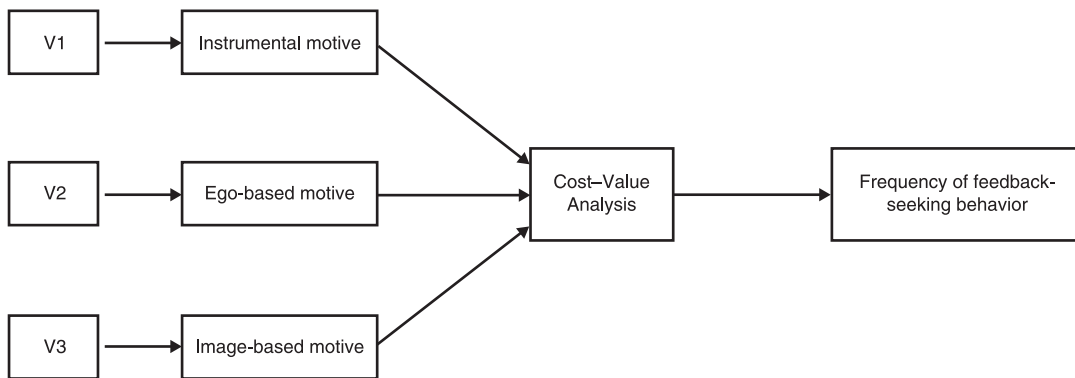 V1
Instrumental motive
V2
Ego-based motive
Cost–Value
Analysis
Frequency of feedback-
seeking behavior
V3
Image-based motive